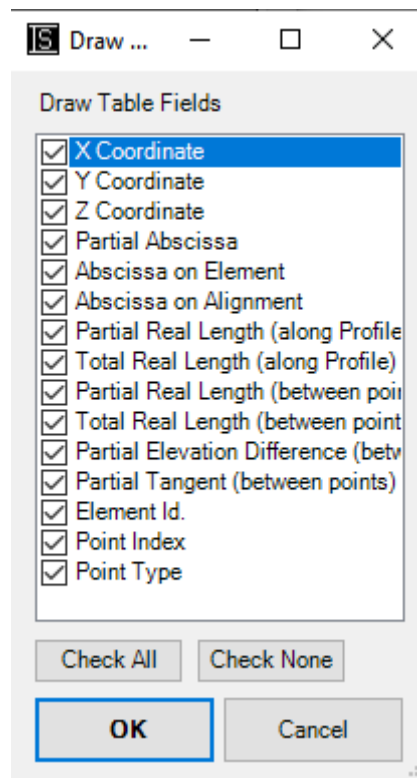 Draw ...
Draw Table Fields
X Coordinate
Y Coordinate
Z Coordinate
Partial Abscissa
Abscissa on Element
Abscissa on Alignment
Partial Real Length (along Profile
Total Real Length (along Profile)
Partial Real Length (between poin
Total Real Length (between point
Partial Elevation Difference (betw
Partial Tangent (between points)
Element Id.
Point Index
Point Type
Check All Check None
OK Cancel